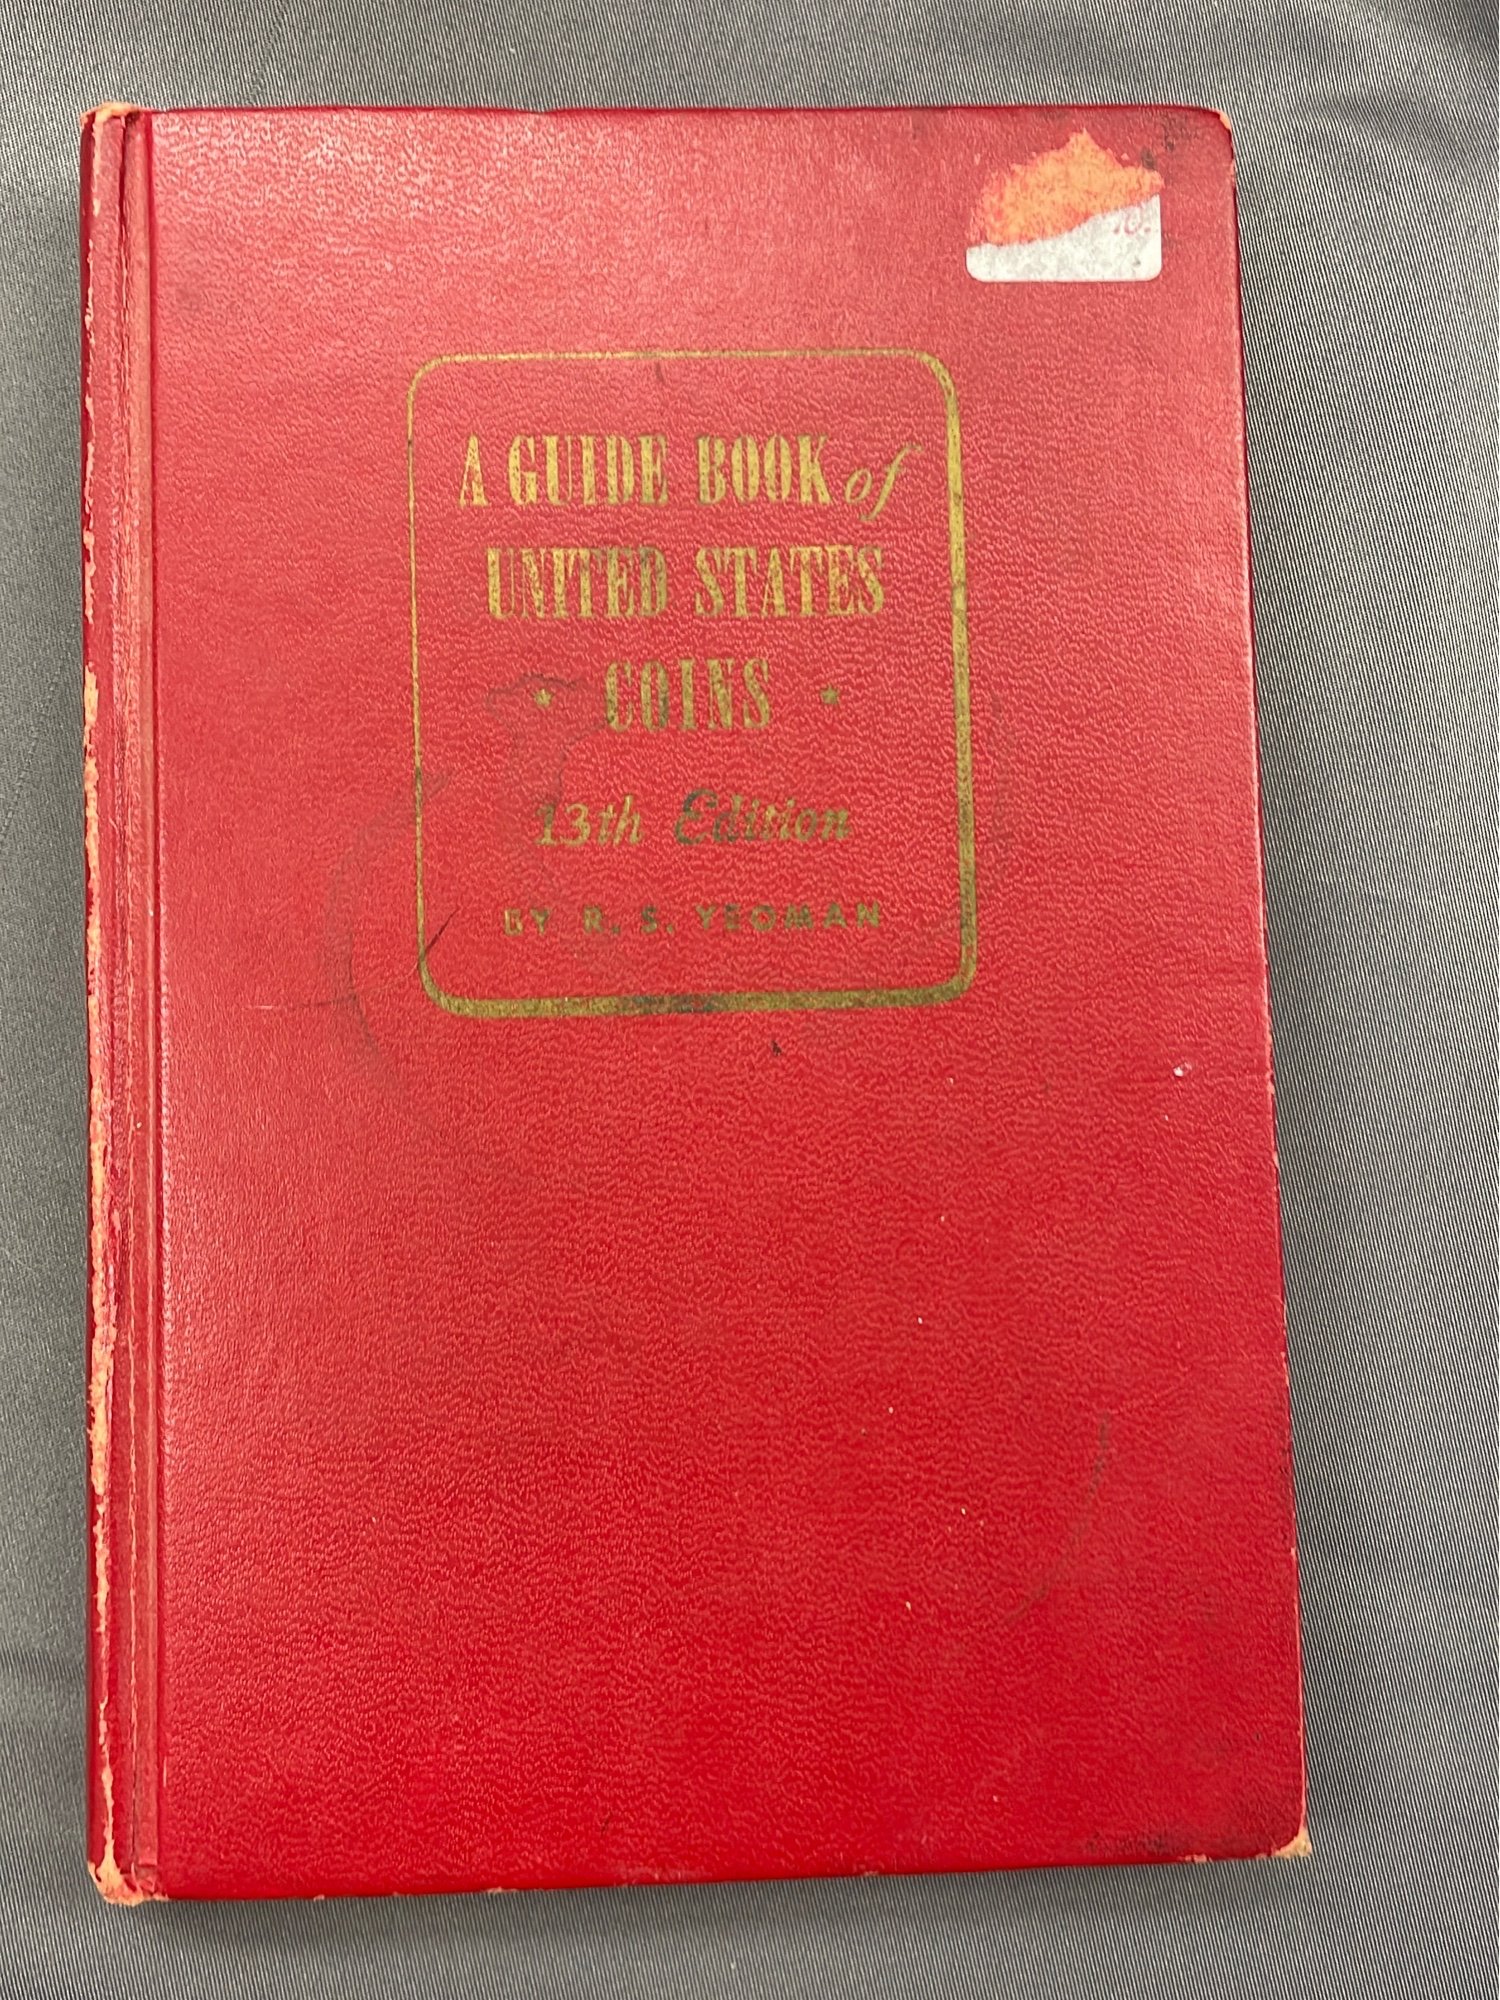 A GUIDE BOOK of
UNITED STATES
★ COINS ★
13th Edition
BY R. S. YEOMAN